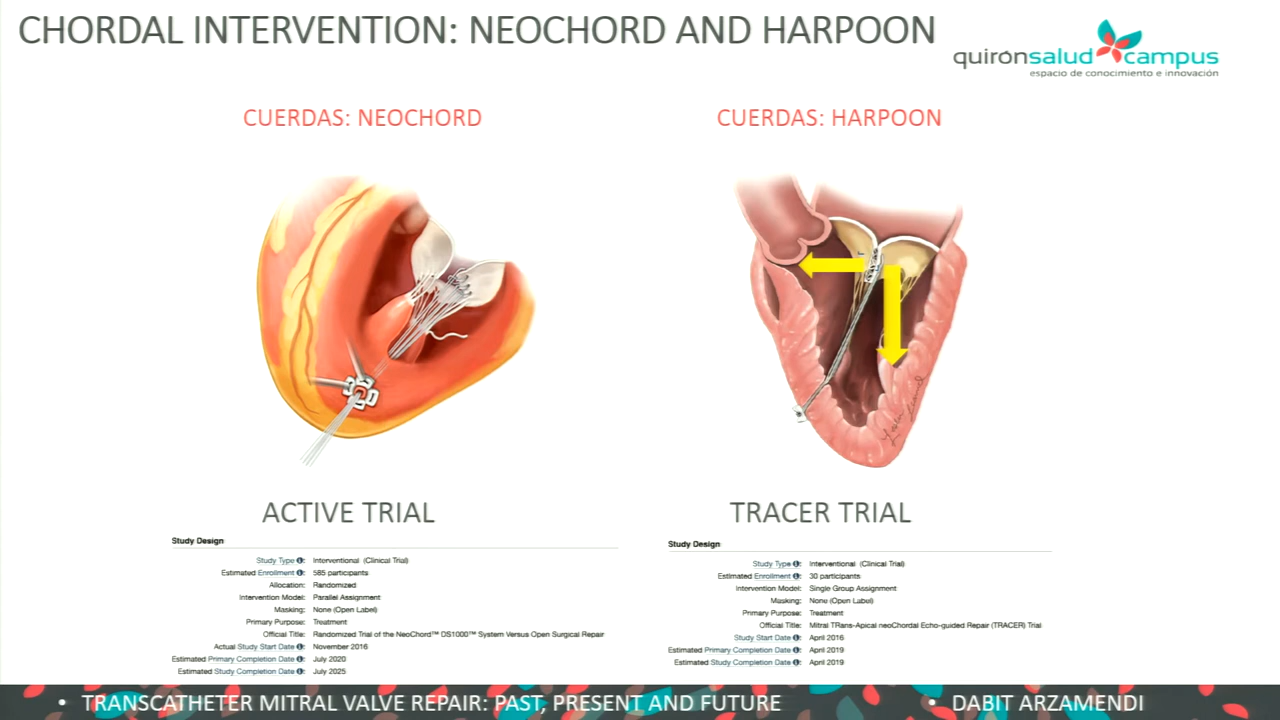 CHORDAL INTERVENTION: NEOCHORD AND HARPOON
quirónsalud campus
espacio de conocimiento e innovación
CUERDAS: NEOCHORD
CUERDAS: HARPOON
ACTIVE TRIAL
Study Design
Study Type : Interventional (Clinical Trial)
Estimated Enrollment : 585 participants
Allocation: Randomized
Intervention Model: Parallel Assignment
Masking: None (Open Label)
Primary Purpose: Treatment
Official Title: Randomized Trial of the NeoChord™ DS1000™ System Versus Open Surgical Repair
Actual Study Start Date : November 2016
Estimated Primary Completion Date : July 2020
Estimated Study Completion Date : July 2025
TRACER TRIAL
Study Design
Study Type : Interventional (Clinical Trial)
Estimated Enrollment : 30 participants
Intervention Model: Single Group Assignment
Masking: None (Open Label)
Primary Purpose: Treatment
Official Title: Mitral TRans-Apical neoChordal Echo-guided Repair (TRACER) Trial
Study Start Date : April 2016
Estimated Primary Completion Date : April 2019
Estimated Study Completion Date : April 2019
• TRANSCATHETER MITRAL VALVE REPAIR: PAST, PRESENT AND FUTURE
• DABIT ARZAMENDI